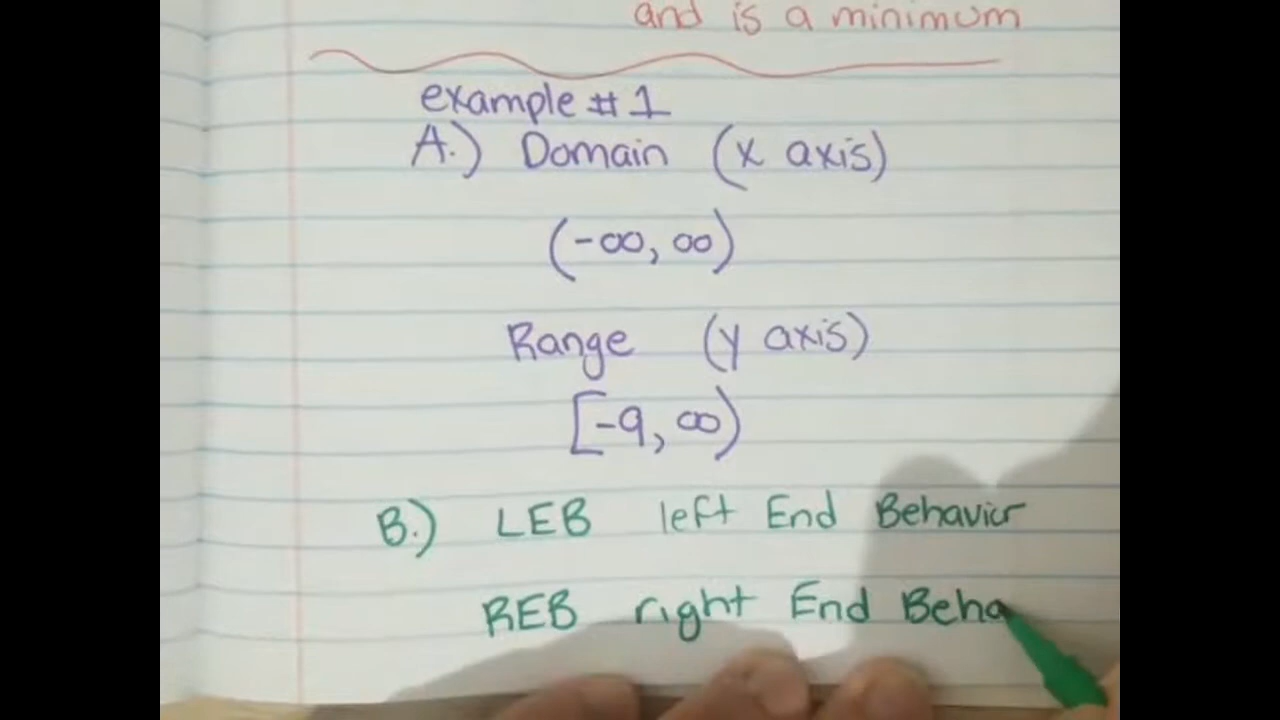 and is a minimum
example #1
A.) Domain (x axis)
(-∞, ∞)
Range (y axis)
[-9, ∞)
B.) LEB left End Behavior
REB right End Beha